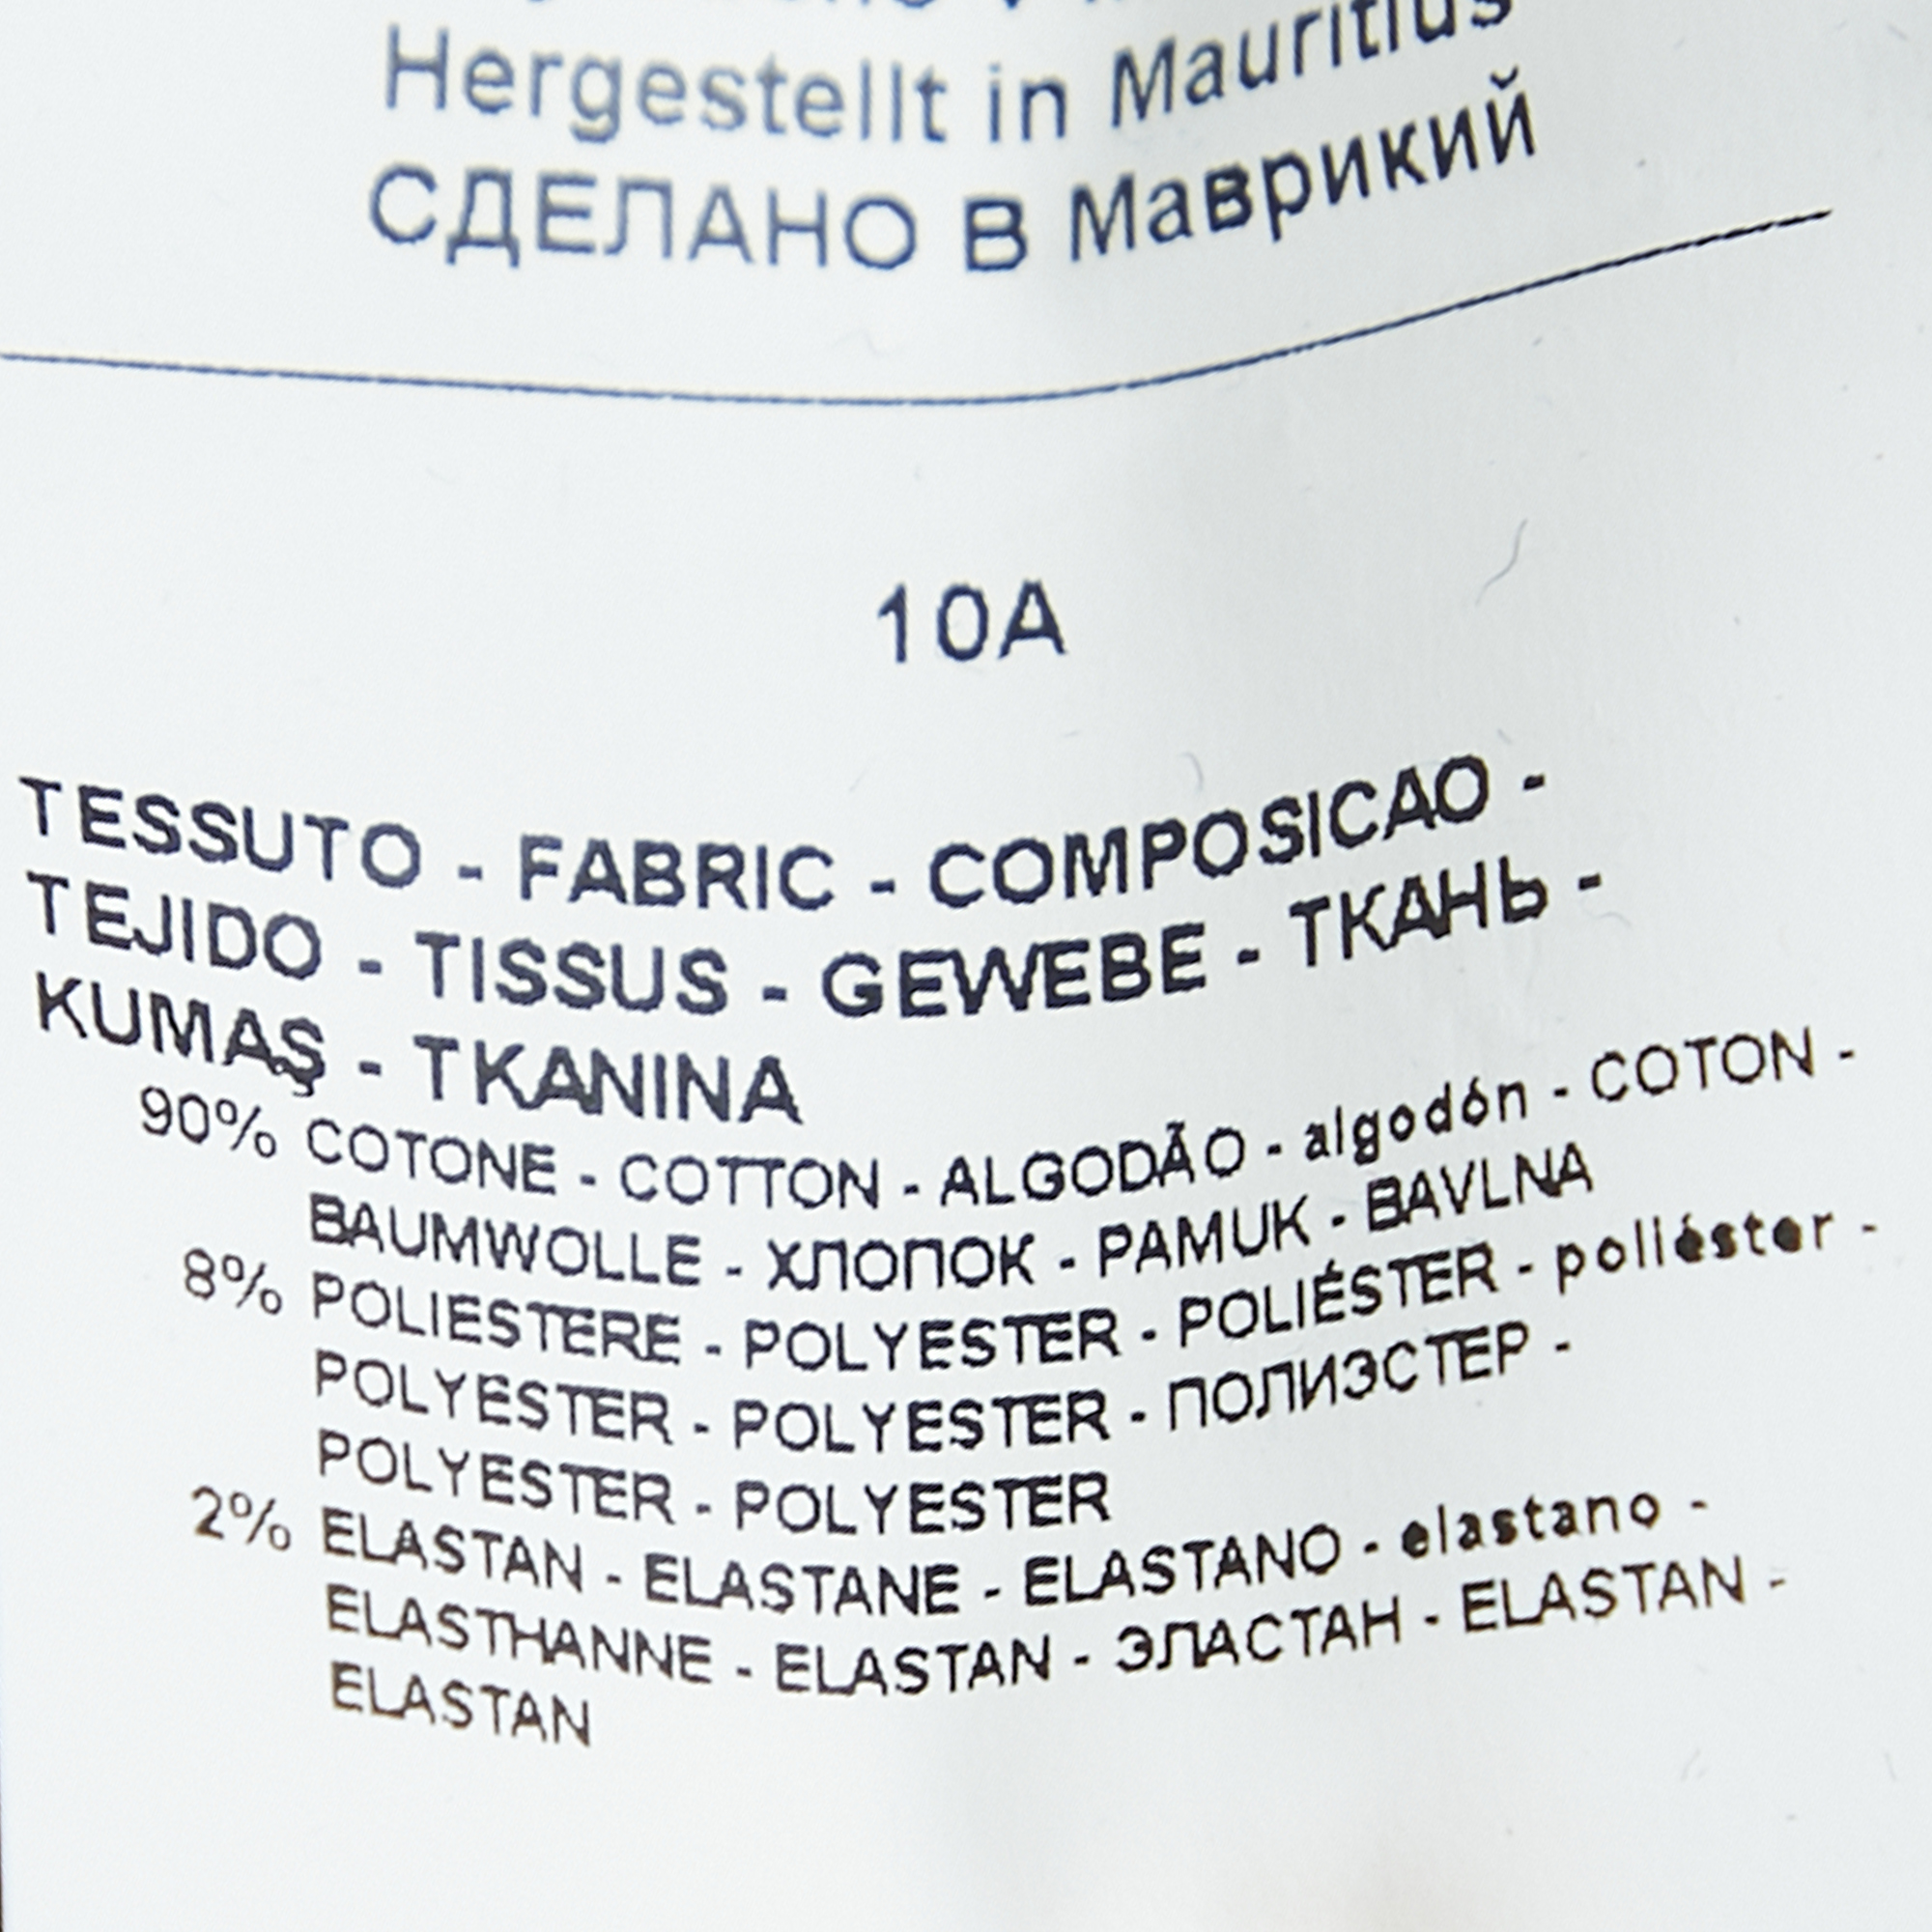 Hergestellt in Mauritius
СДЕЛАНО В Маврикий
10A
TESSUTO - FABRIC - COMPOSICAO -
TEJIDO - TISSUS - GEWEBE - ТКАНЬ -
KUMAŞ - TKANINA
90% COTONE - COTTON - ALGODÃO - algodón - COTON -
BAUMWOLLE - ХЛОПОК - PAMUK - BAVLNA
8% POLIESTERE - POLYESTER - POLIÉSTER - poliéster -
POLYESTER - POLYESTER - ПОЛИЭСТЕР -
POLYESTER - POLYESTER
2% ELASTAN - ELASTANE - ELASTANO - elastano -
ELASTHANNE - ELASTAN - ЭЛАСТАН - ELASTAN -
ELASTAN